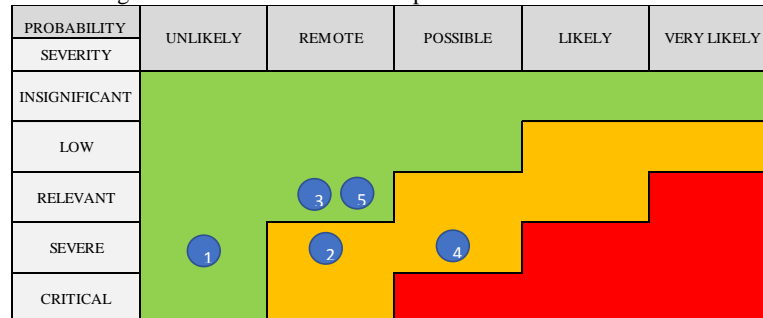 PROBABILITY
SEVERITY
UNLIKELY
REMOTE
POSSIBLE
LIKELY
VERY LIKELY
INSIGNIFICANT
LOW
RELEVANT
3 5
SEVERE
1 2 4
CRITICAL